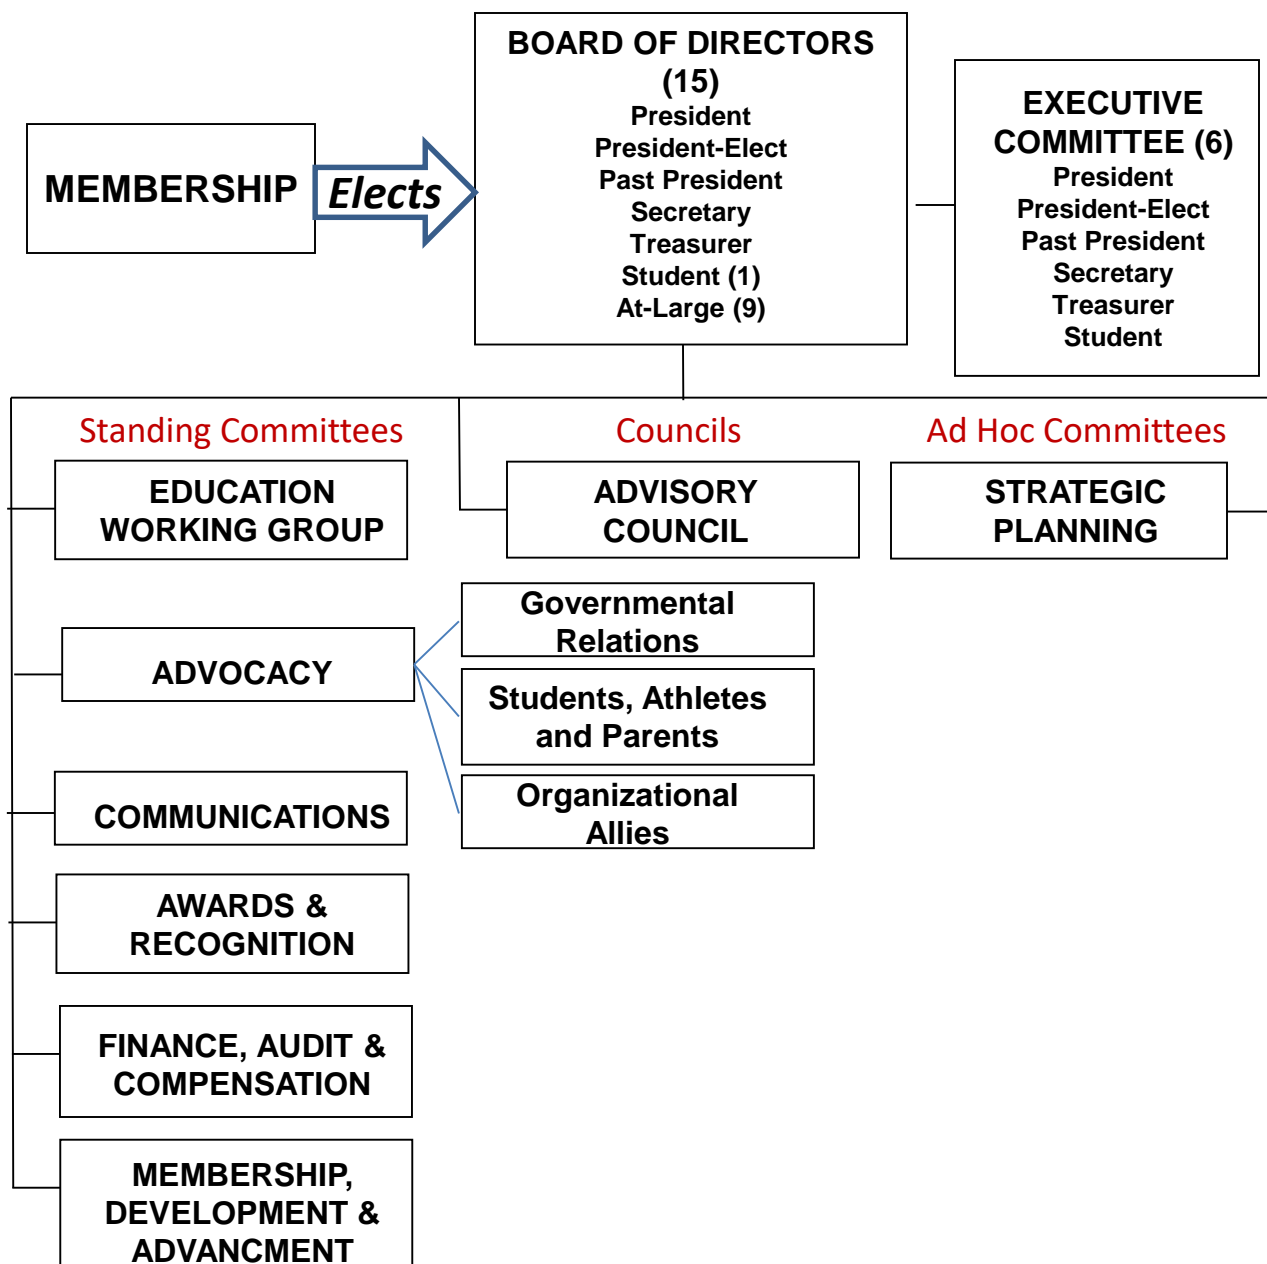 MEMBERSHIP
Elects
BOARD OF DIRECTORS
(15)
President
President-Elect
Past President
Secretary
Treasurer
Student (1)
At-Large (9)
EXECUTIVE
COMMITTEE (6)
President
President-Elect
Past President
Secretary
Treasurer
Student
Standing Committees
EDUCATION
WORKING GROUP
ADVOCACY
COMMUNICATIONS
AWARDS &
RECOGNITION
FINANCE, AUDIT &
COMPENSATION
MEMBERSHIP,
DEVELOPMENT &
ADVANCMENT
Councils
ADVISORY
COUNCIL
Governmental
Relations
Students, Athletes
and Parents
Organizational
Allies
Ad Hoc Committees
STRATEGIC
PLANNING